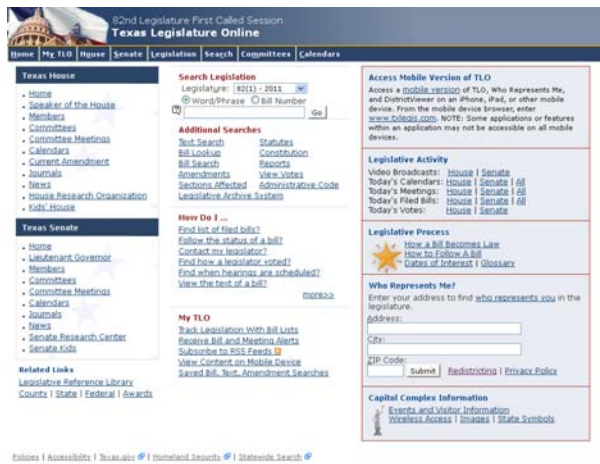 82nd Legislature First Called Session
Texas Legislature Online
Home My TLO House Senate Legislation Search Committees Calendars
Texas House
Home
Speaker of the House
Members
Committees
Committee Meetings
Calendars
Current Amendment
Journals
News
House Research Organization
Kids' House
Texas Senate
Home
Lieutenant Governor
Members
Committees
Committee Meetings
Calendars
Journals
News
Senate Research Center
Senate Kids
Related Links
Legislative Reference Library
County | State | Federal | Awards
Search Legislation
Legislature: 82(1) - 2011
Word/Phrase Bill Number
Go
Additional Searches
Text Search Statutes
Bill Lookup Constitution
Bill Search Reports
Amendments View Votes
Sections Affected Administrative Code
Legislative Archive System
How Do I ...
Find list of filed bills?
Follow the status of a bill?
Contact my legislator?
Find how a legislator voted?
Find when hearings are scheduled?
View the text of a bill?
more>>
My TLO
Track Legislation With Bill Lists
Receive Bill and Meeting Alerts
Subscribe to RSS Feeds
View Content on Mobile Device
Saved Bill, Text, Amendment Searches
Access Mobile Version of TLO
Access a mobile version of TLO, Who Represents Me,
and DistrictViewer on an iPhone, iPad, or other mobile
device. From the mobile device browser, enter
www.txlegis.com. NOTE: Some applications or features
within an application may not be accessible on all mobile
devices.
Legislative Activity
Video Broadcasts: House | Senate
Today's Calendars: House | Senate | All
Today's Meetings: House | Senate | All
Today's Filed Bills: House | Senate
Today's Votes: House | Senate
Legislative Process
How a Bill Becomes Law
How to Follow A Bill
Dates of Interest | Glossary
Who Represents Me?
Enter your address to find who represents you in the
legislature.
Address:
City:
ZIP Code:
Submit Redistricting | Privacy Policy
Capitol Complex Information
Events and Visitor Information
Wireless Access | Images | State Symbols
Policies | Accessibility | Texas.gov | Homeland Security | Statewide Search